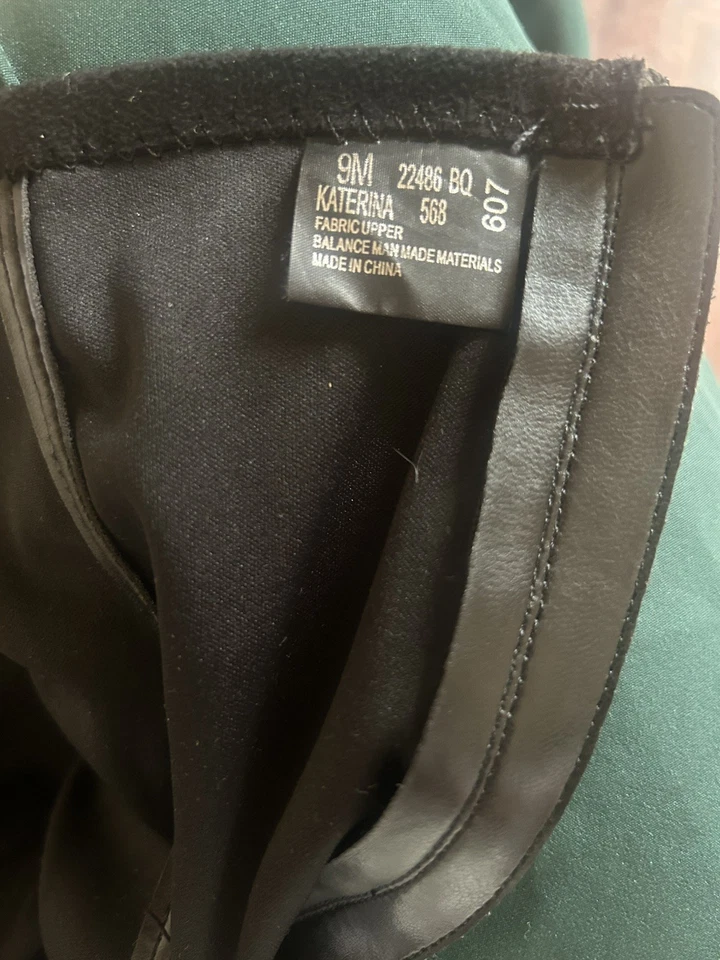 9M 22486 BQ
KATERINA 568
607
FABRIC UPPER
BALANCE MAN MADE MATERIALS
MADE IN CHINA